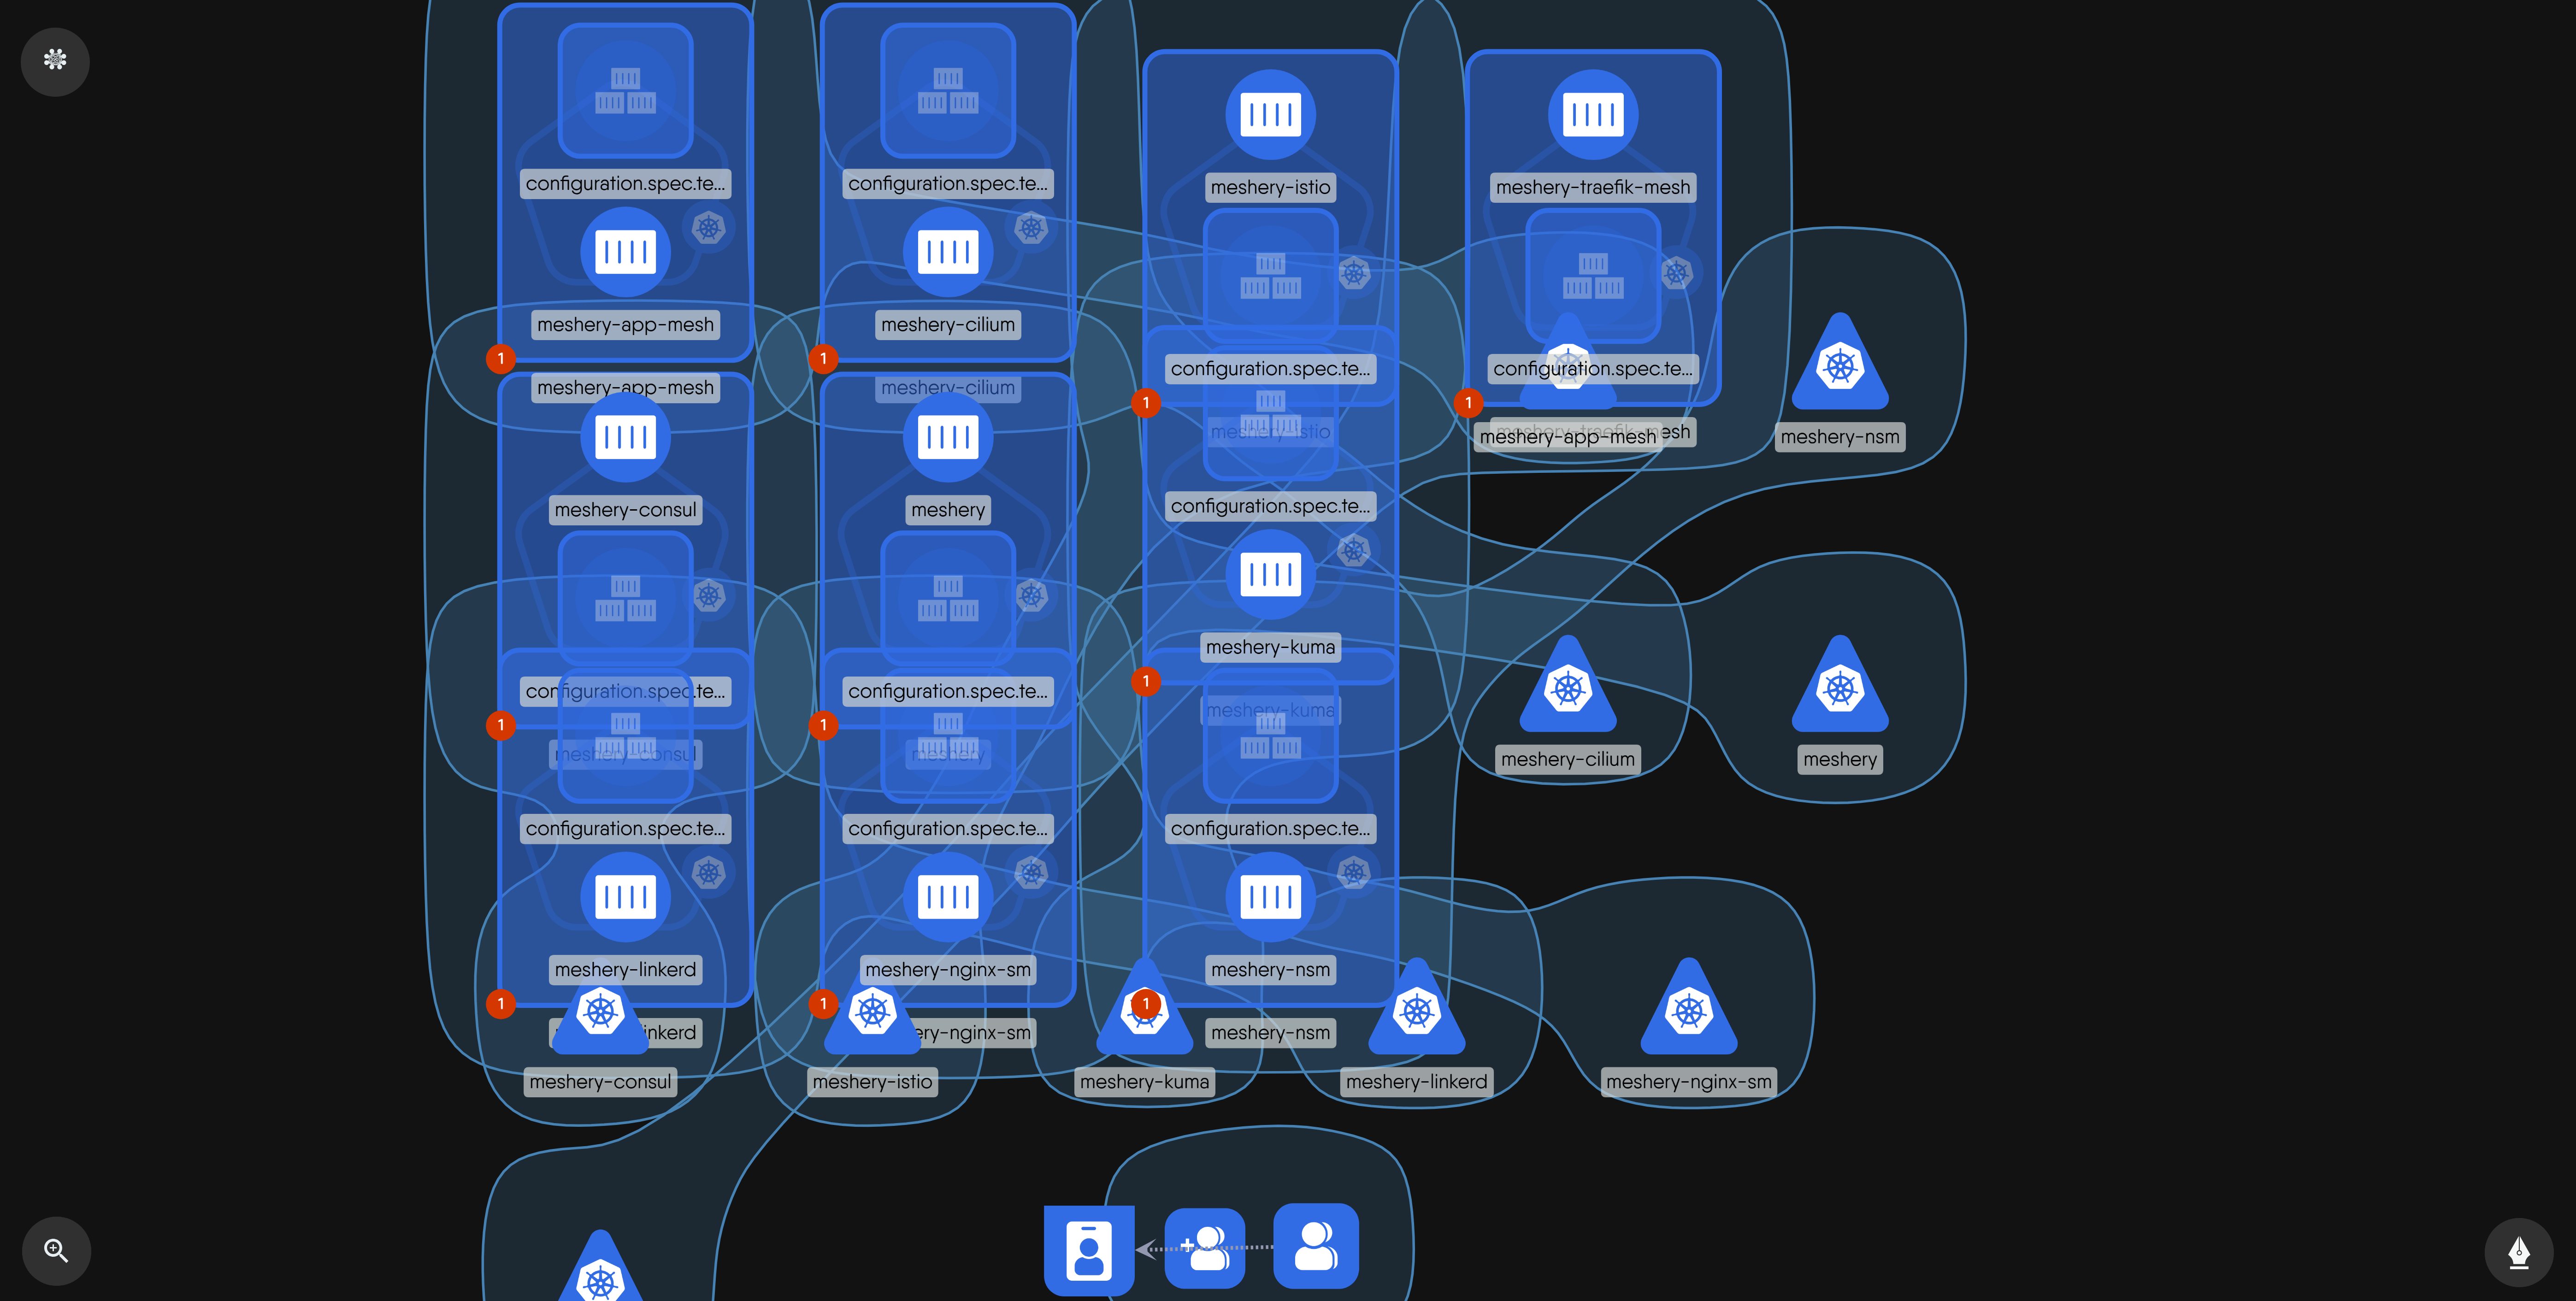 configuration.spec.te...
configuration.spec.te...
meshery-istio
meshery-traefik-mesh
meshery-app-mesh
meshery-cilium
1
1
meshery-app-mesh
meshery-cilium
configuration.spec.te...
configuration.spec.te...
1
1
meshery-istio
meshery-app-mesh
esh
meshery-nsm
meshery-consul
meshery
configuration.spec.te...
meshery-kuma
configuration.spec.te...
configuration.spec.te...
1
meshery-kuma
1
1
meshery-consul
meshery
meshery-cilium
meshery
configuration.spec.te...
configuration.spec.te...
configuration.spec.te...
meshery-linkerd
meshery-nginx-sm
meshery-nsm
1
1
1
inkerd
ery-nginx-sm
meshery-nsm
meshery-consul
meshery-istio
meshery-kuma
meshery-linkerd
meshery-nginx-sm